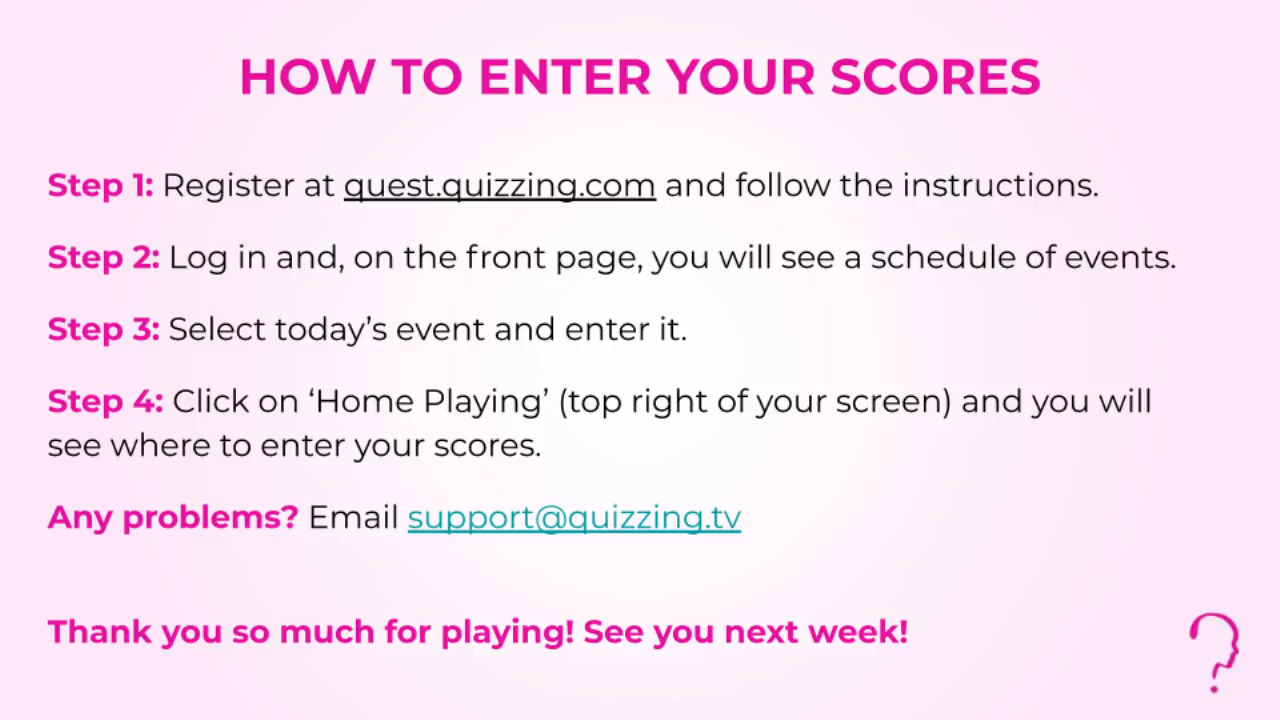 HOW TO ENTER YOUR SCORES
Step 1: Register at quest.quizzing.com and follow the instructions.
Step 2: Log in and, on the front page, you will see a schedule of events.
Step 3: Select today’s event and enter it.
Step 4: Click on ‘Home Playing’ (top right of your screen) and you will
see where to enter your scores.
Any problems? Email support@quizzing.tv
Thank you so much for playing! See you next week!